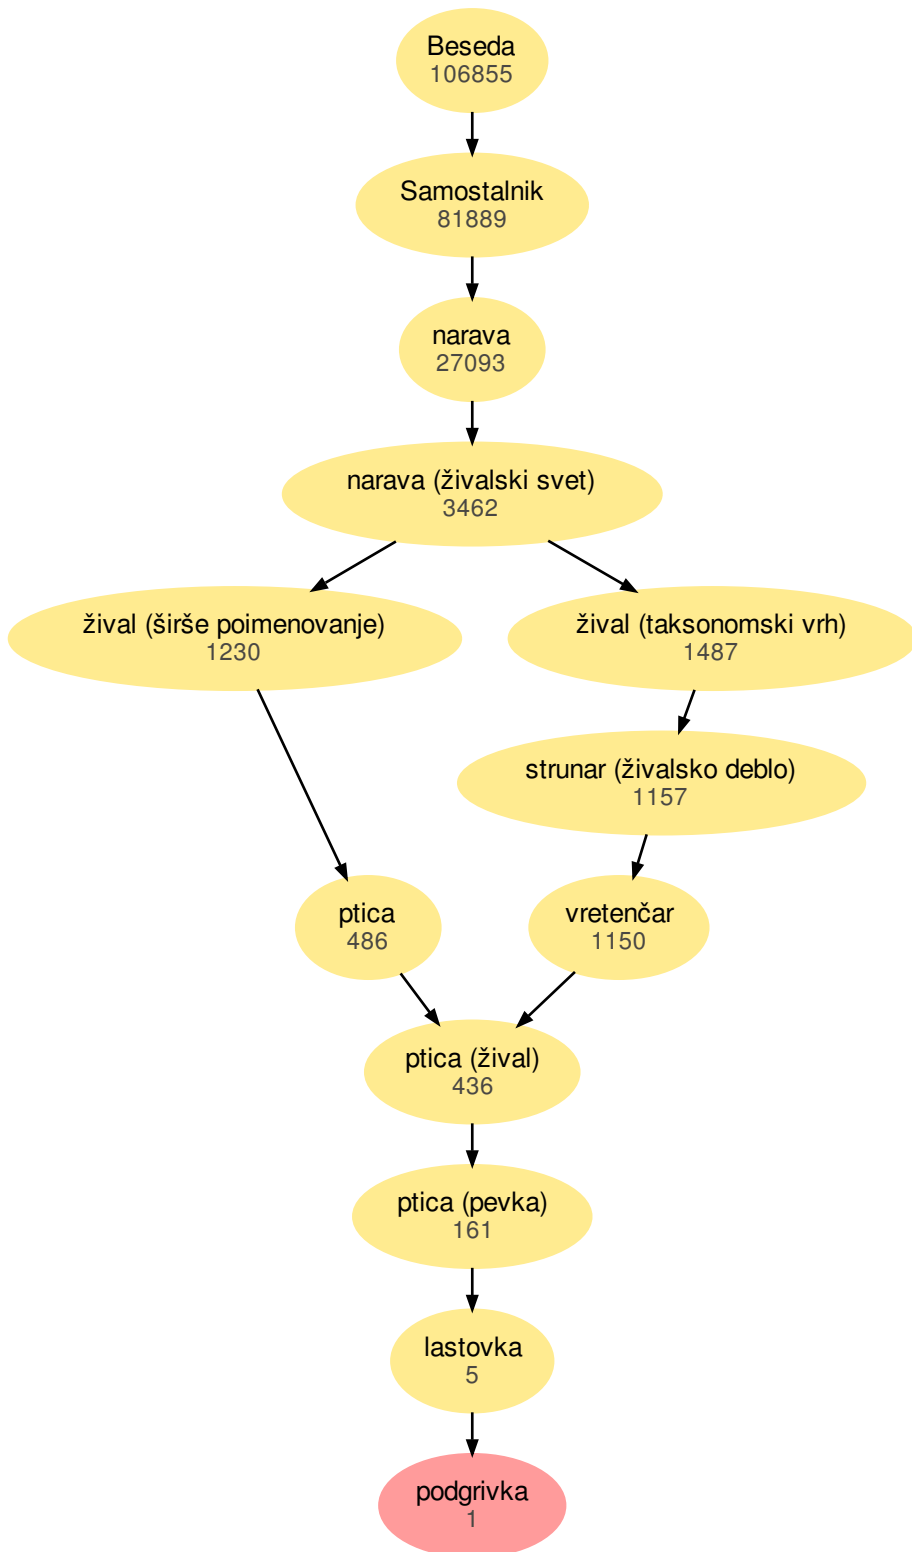 Beseda
106855
Samostalnik
81889
narava
27093
narava (živalski svet)
3462
žival (širše poimenovanje)
1230
žival (taksonomski vrh)
1487
strunar (živalsko deblo)
1157
ptica
486
vretenčar
1150
ptica (žival)
436
ptica (pevka)
161
lastovka
5
podgrivka
1